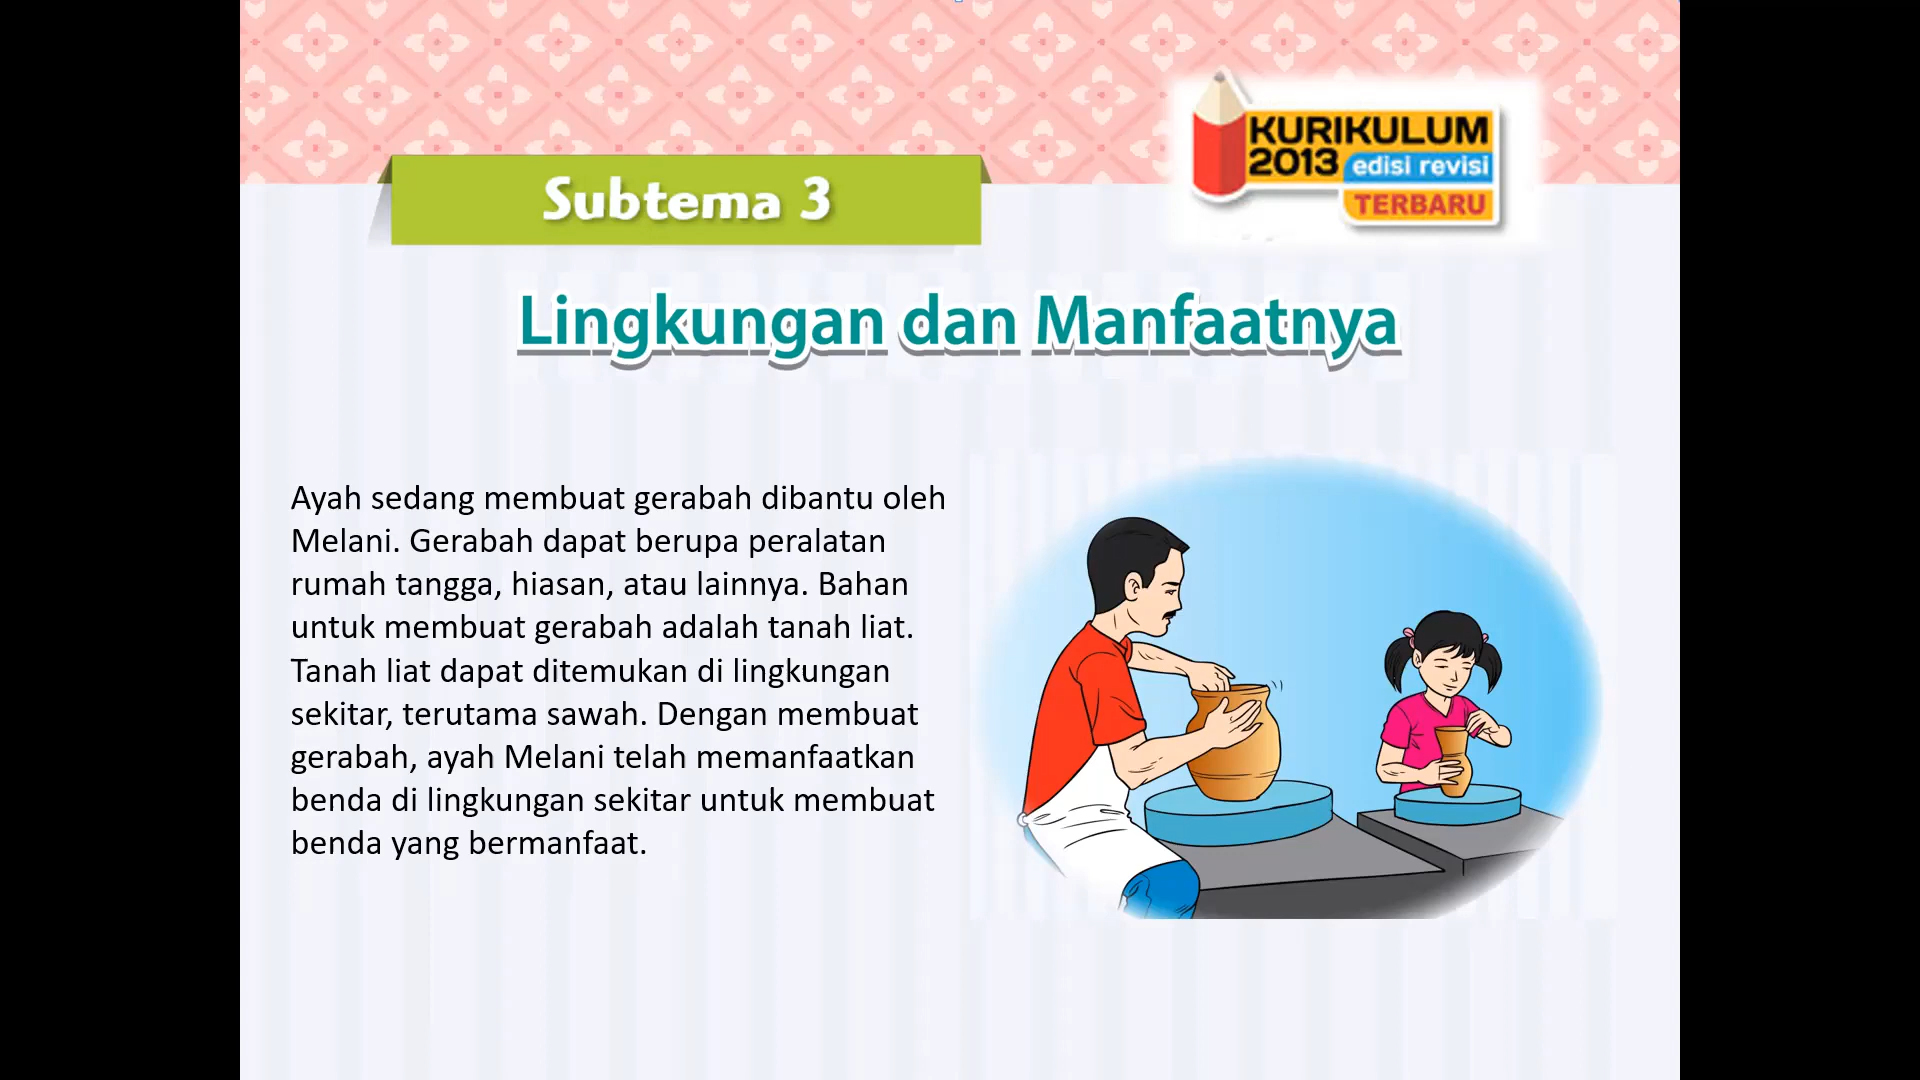 KURIKULUM
2013 edisi revisi
TERBARU
Subtema 3
Lingkungan dan Manfaatnya
Ayah sedang membuat gerabah dibantu oleh
Melani. Gerabah dapat berupa peralatan
rumah tangga, hiasan, atau lainnya. Bahan
untuk membuat gerabah adalah tanah liat.
Tanah liat dapat ditemukan di lingkungan
sekitar, terutama sawah. Dengan membuat
gerabah, ayah Melani telah memanfaatkan
benda di lingkungan sekitar untuk membuat
benda yang bermanfaat.